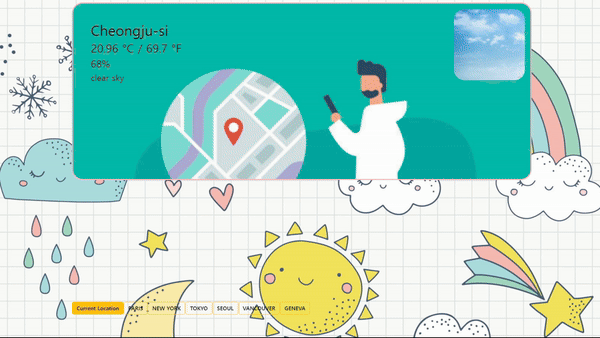 Cheongju-si
20.96 °C / 69.7 °F
68%
clear sky
Current Location PARIS NEW YORK TOKYO SEOUL VANCOUVER GENEVA